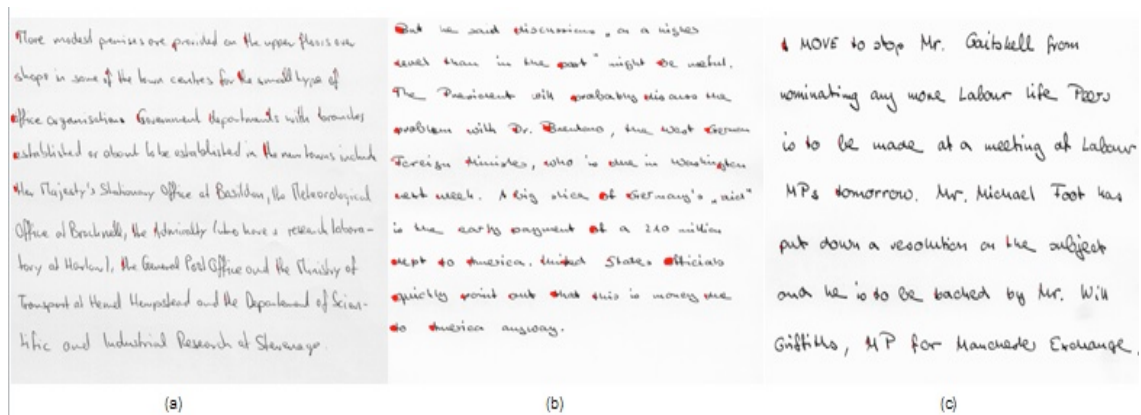 More modest premises are provided on the upper floors over
shops in some of the town centres for the small type of
office organisation. Government departments with branches
established or about to be established in the new towns include
Her Majesty's Stationary Office at Basildon, the Meteorological
Office at Bracknell, the Admiralty (who have a research labora-
tory at Harlow), the General Post Office and the Ministry of
Transport at Hemel Hempstead and the Department of Scien-
tific and Industrial Research at Stevenage.
(a)
But he said discussions „ on a higher
level than in the past " might be useful.
The President will probably discuss the
problem with Dr. Brentano, the West German
Foreign Minister, who is due in Washington
next week. A big slice of Germany's „aid"
is the early payment of a 210 million
dept to America. United States officials
quickly point out that this is money due
to America anyway.
(b)
A MOVE to stop Mr. Gaitskell from
nominating any more Labour life Peers
is to be made at a meeting of Labour
MPs tomorrow. Mr. Michael Foot has
put down a resolution on the subject
and he is to be backed by Mr. Will
Griffiths, MP for Manchester Exchange.
(c)